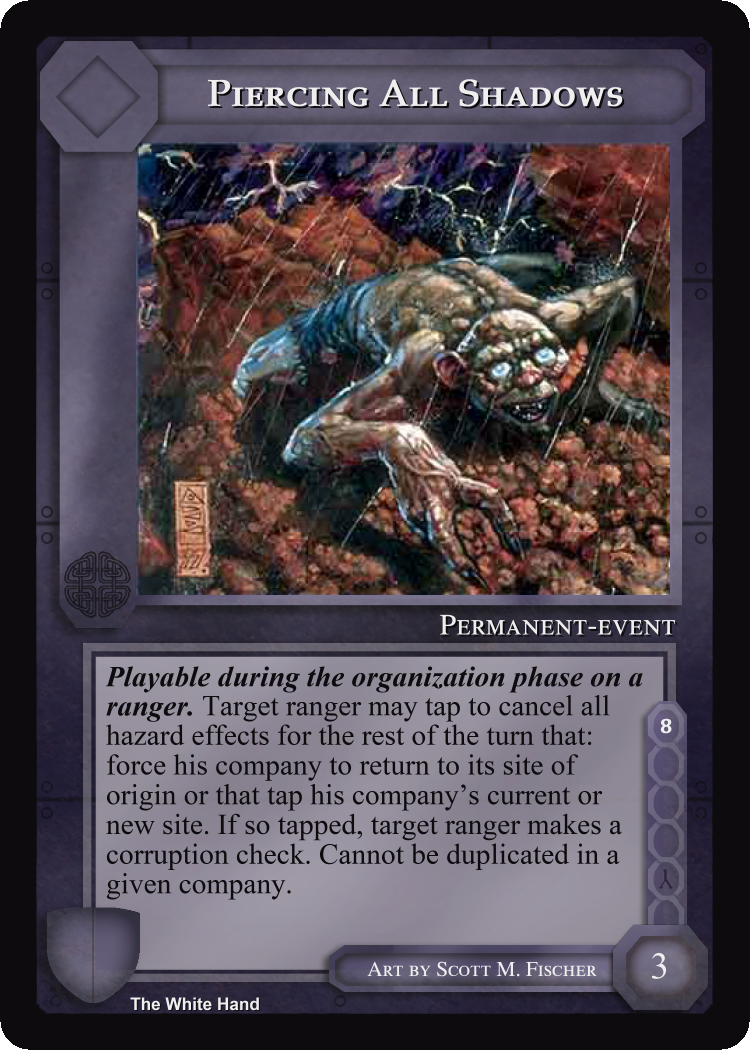 Piercing All Shadows
Permanent-event
Playable during the organization phase on a
ranger. Target ranger may tap to cancel all
hazard effects for the rest of the turn that:
force his company to return to its site of
origin or that tap his company's current or
new site. If so tapped, target ranger makes a
corruption check. Cannot be duplicated in a
given company.
8
Art by Scott M. Fischer
3
The White Hand